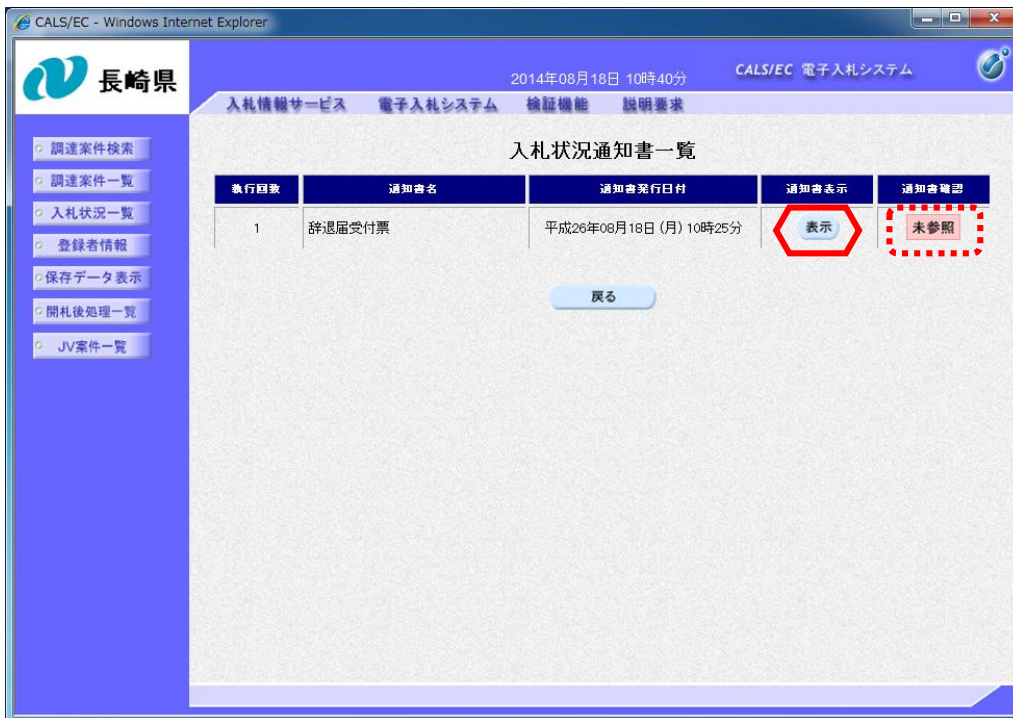 CALS/EC - Windows Internet Explorer
長崎県
2014年08月18日 10時40分
CALS/EC 電子入札システム
入札情報サービス 電子入札システム 検証機能 説明要求
調達案件検索
調達案件一覧
入札状況一覧
登録者情報
保存データ表示
開札後処理一覧
JV案件一覧
入札状況通知書一覧
執行回数 通知書名 通知書発行日付 通知書表示 通知書確認
1 辞退届受付票 平成26年08月18日(月) 10時25分 表示 未参照
戻る